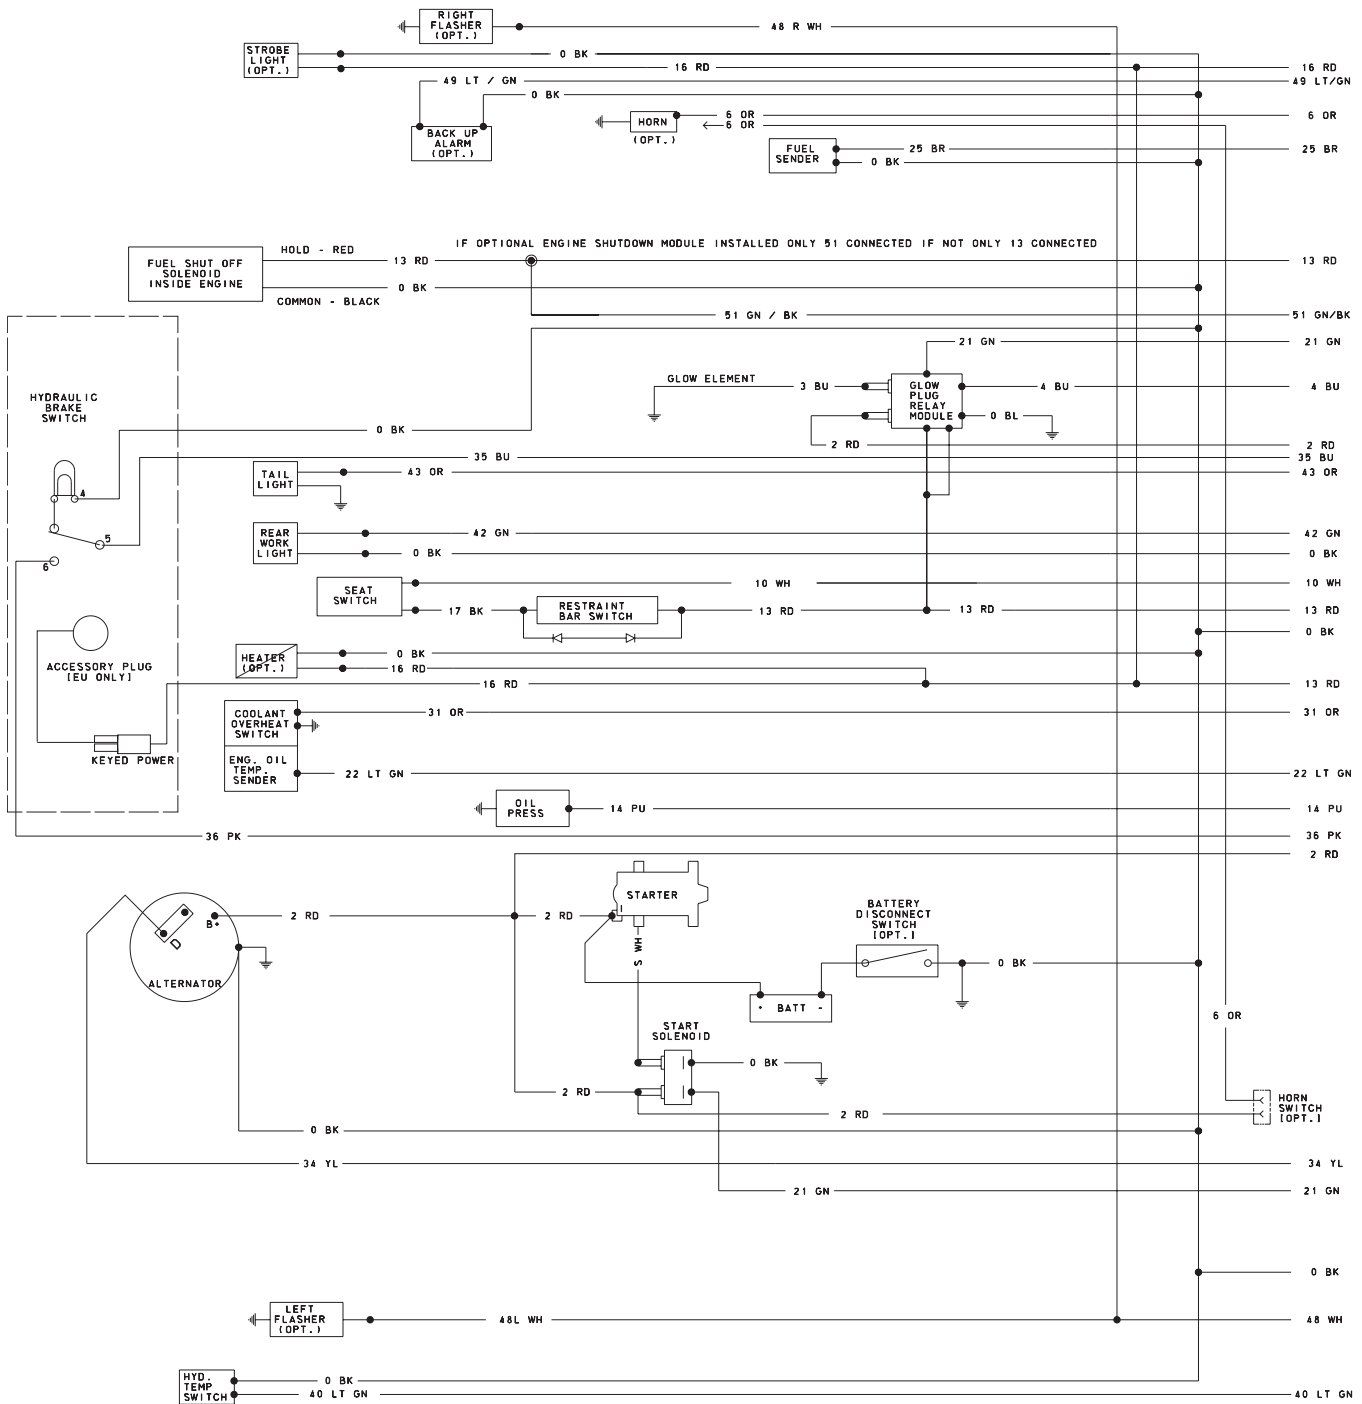 RIGHT
FLASHER
(OPT.)
48 R WH
STROBE
LIGHT
(OPT.)
0 BK
16 RD
16 RD
49 LT / GN
49 LT/GN
0 BK
BACK UP
ALARM
(OPT.)
HORN
(OPT.)
6 OR
6 OR
6 OR
FUEL
SENDER
25 BR
25 BR
0 BK
IF OPTIONAL ENGINE SHUTDOWN MODULE INSTALLED ONLY 51 CONNECTED IF NOT ONLY 13 CONNECTED
HOLD - RED
FUEL SHUT OFF
SOLENOID
INSIDE ENGINE
13 RD
13 RD
0 BK
COMMON - BLACK
51 GN / BK
51 GN/BK
21 GN
21 GN
GLOW ELEMENT
3 BU
GLOW
PLUG
RELAY
MODULE
4 BU
4 BU
0 BL
2 RD
2 RD
HYDRAULIC
BRAKE
SWITCH
0 BK
35 BU
35 BU
4
5
6
TAIL
LIGHT
43 OR
43 OR
REAR
WORK
LIGHT
42 GN
42 GN
0 BK
0 BK
SEAT
SWITCH
10 WH
10 WH
17 BK
RESTRAINT
BAR SWITCH
13 RD
13 RD
13 RD
0 BK
HEATER
(OPT.)
0 BK
16 RD
ACCESSORY PLUG
[EU ONLY]
16 RD
13 RD
COOLANT
OVERHEAT
SWITCH
31 OR
31 OR
KEYED POWER
ENG. OIL
TEMP.
SENDER
22 LT GN
22 LT GN
OIL
PRESS
14 PU
14 PU
36 PK
36 PK
2 RD
STARTER
B+
D
ALTERNATOR
2 RD
2 RD
S WH
BATTERY
DISCONNECT
SWITCH
[OPT.]
0 BK
+ BATT -
6 OR
START
SOLENOID
0 BK
2 RD
2 RD
HORN
SWITCH
[OPT.]
0 BK
34 YL
34 YL
21 GN
21 GN
0 BK
LEFT
FLASHER
(OPT.)
48L WH
48 WH
HYD.
TEMP
SWITCH
0 BK
40 LT GN
40 LT GN